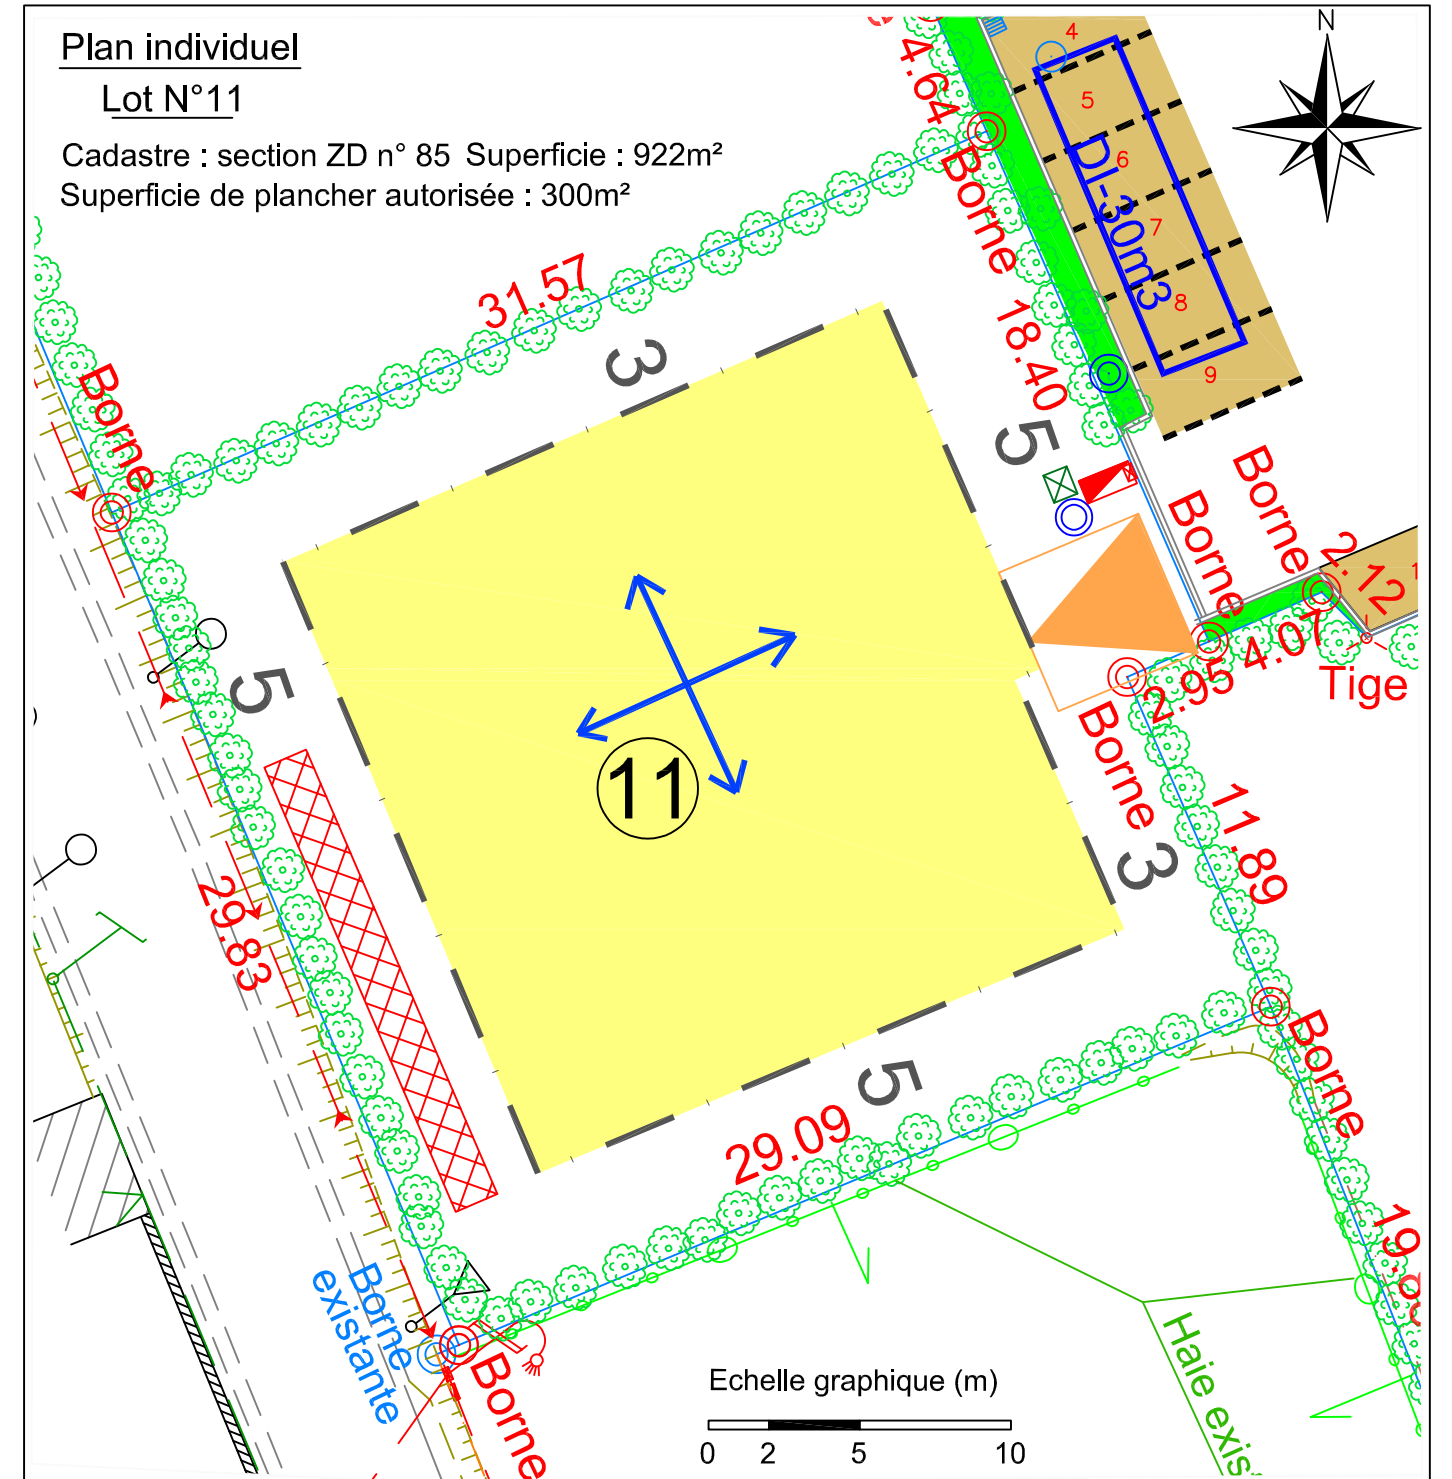 Plan individuel
Lot N°11
Cadastre : section ZD n° 85 Superficie : 922m²
Superficie de plancher autorisée : 300m²
N
4.64
4
5
6
7
8
9
DI-30m3
Borne
31.57
3
18.40
5
Borne
Borne
Borne
2.12
4.07
2.95
Tige
Borne
5
11
3
11.89
29.83
5
29.09
Borne
19.
Borne
existante
Borne
Haie exis
Echelle graphique (m)
0 2 5 10